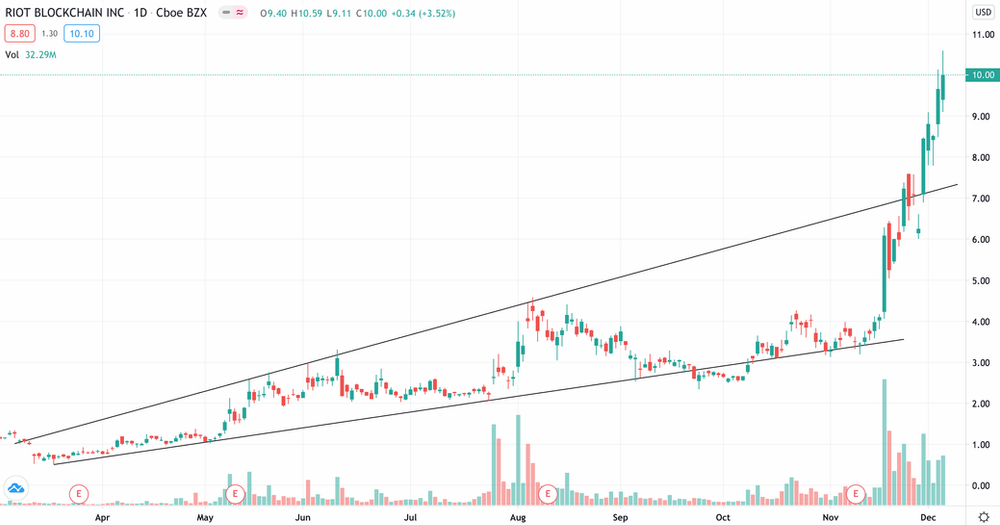 RIOT BLOCKCHAIN INC · 1D · Cboe BZX O9.40 H10.59 L9.11 C10.00 +0.34 (+3.52%)
USD
8.80 1.30 10.10
Vol 32.29M
11.00
10.00
9.00
8.00
7.00
6.00
5.00
4.00
3.00
2.00
1.00
0.00
E E E E
Apr May Jun Jul Aug Sep Oct Nov Dec